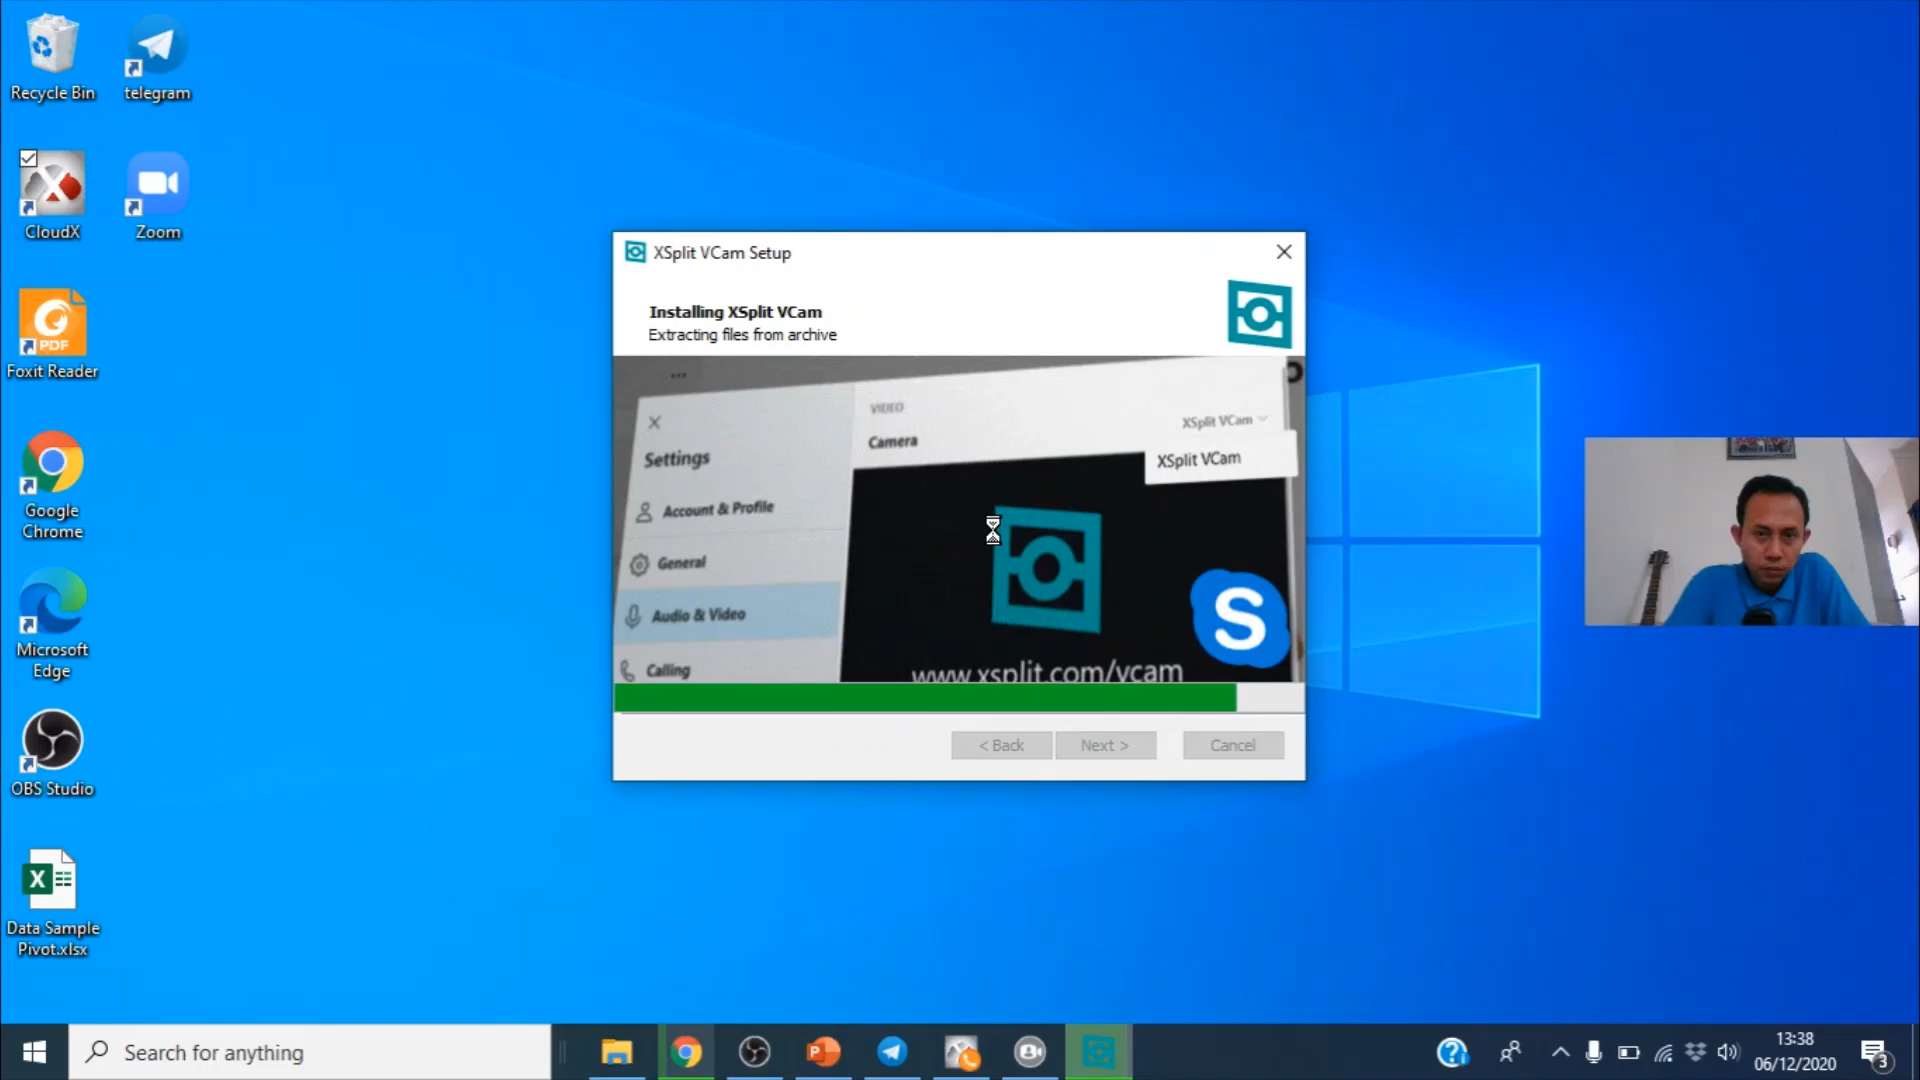 Recycle Bin
telegram
CloudX
Zoom
PDF
Foxit Reader
Google
Chrome
Microsoft
Edge
OBS Studio
X
Data Sample
Pivot.xlsx
XSplit VCam Setup
Installing XSplit VCam
Extracting files from archive
VIDEO
XSplit VCam
Camera
XSplit VCam
Settings
Account & Profile
General
Audio & Video
Calling
S
www.xsplit.com/vcam
< Back
Next >
Cancel
Search for anything
P
13:38
06/12/2020
3